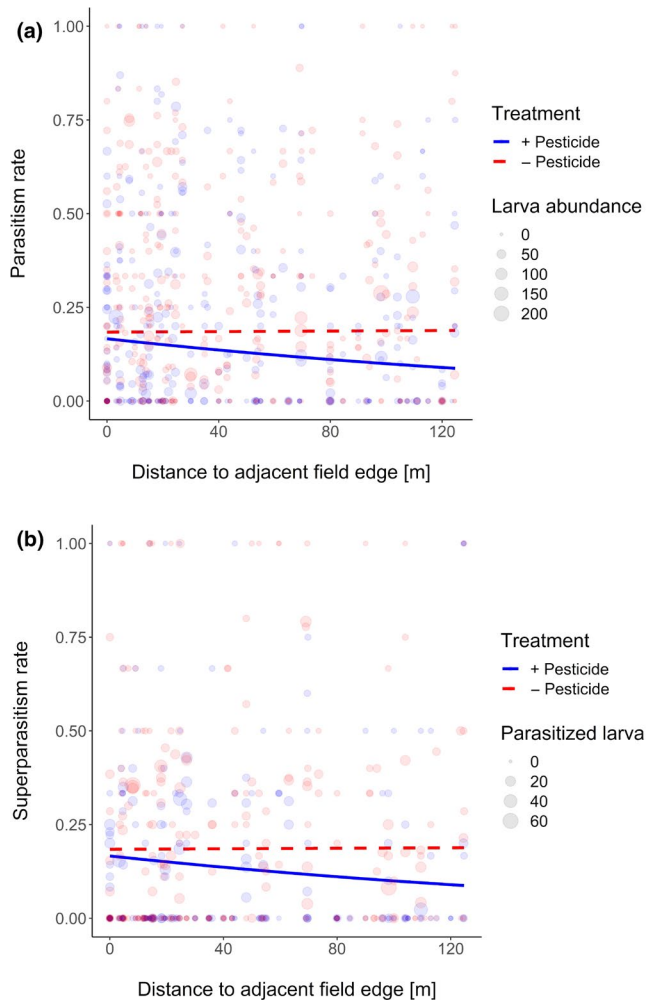 (a)
1.00
0.75
0.50
0.25
0.00
Parasitism rate
0
40
80
120
Distance to adjacent field edge [m]
Treatment
+ Pesticide
– Pesticide
Larva abundance
0
50
100
150
200
(b)
1.00
0.75
0.50
0.25
0.00
Superparasitism rate
0
40
80
120
Distance to adjacent field edge [m]
Treatment
+ Pesticide
– Pesticide
Parasitized larva
0
20
40
60